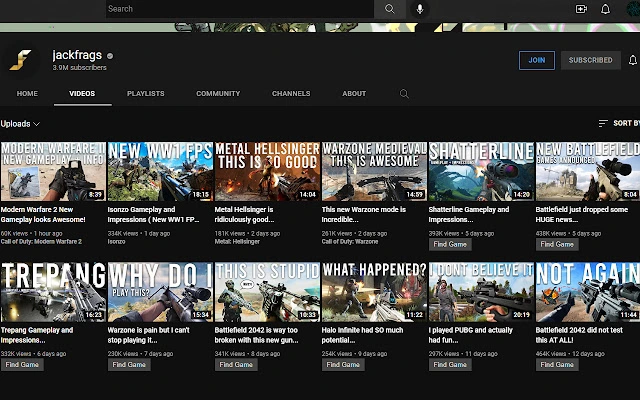 Search
jackfrags
3.9M subscribers
JOIN
SUBSCRIBED
HOME VIDEOS PLAYLISTS COMMUNITY CHANNELS ABOUT
Uploads
SORT BY
MODERN WARFARE II
NEW GAMEPLAY + INFO
8:39
NEW WW1 FPS
18:15
METAL HELLSINGER
THIS IS SO GOOD
14:04
WARZONE MEDIEVAL
THIS IS AWESOME
14:59
SHATTERLINE
GAMEPLAY + IMPRESSIONS
14:20
NEW BATTLEFIELD
GAMES ANNOUNCED
8:04
Modern Warfare 2 New
Gameplay looks Awesome!
60K views • 1 hour ago
Call of Duty: Modern Warfare 2
Isonzo Gameplay and
Impressions ( New WW1 FP...
334K views • 1 day ago
Isonzo
Metal Hellsinger is
ridiculously good...
181K views • 2 days ago
Metal: Hellsinger
This new Warzone mode is
Incredible...
261K views • 2 days ago
Call of Duty: Warzone
Shatterline Gameplay and
Impressions...
393K views • 5 days ago
Find Game
Battlefield just dropped some
HUGE news...
438K views • 5 days ago
Find Game
TREPANG
16:23
WHY DO I
PLAY THIS?
15:34
THIS IS STUPID
10:33
WHAT HAPPENED?
11:22
I DONT BELIEVE IT
20:19
NOT AGAIN
11:44
Trepang Gameplay and
Impressions...
332K views • 6 days ago
Find Game
Warzone is pain but I can't
stop playing it...
230K views • 7 days ago
Find Game
Battlefield 2042 is way too
broken with this new gun...
341K views • 8 days ago
Find Game
Halo Infinite had SO much
potential...
254K views • 9 days ago
Find Game
I played PUBG and actually
had fun...
297K views • 11 days ago
Find Game
Battlefield 2042 did not test
this AT ALL!
464K views • 12 days ago
Find Game